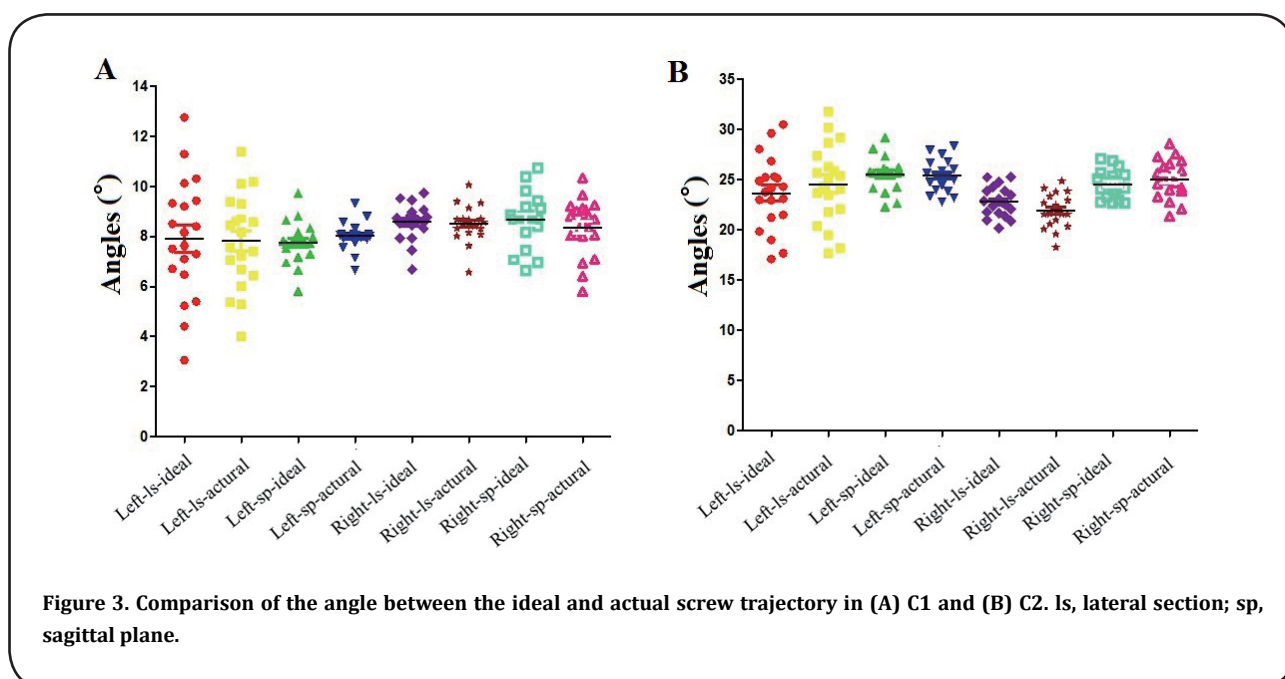 A
Angles (°)
14
12
10
8
6
4
2
0
Left-ls-ideal
Left-ls-actural
Left-sp-ideal
Left-sp-actural
Right-ls-ideal
Right-ls-actural
Right-sp-ideal
Right-sp-actural
B
Angles (°)
35
30
25
20
15
10
5
0
Left-ls-ideal
Left-ls-actural
Left-sp-ideal
Left-sp-actural
Right-ls-ideal
Right-ls-actural
Right-sp-ideal
Right-sp-actural
Figure 3. Comparison of the angle between the ideal and actual screw trajectory in (A) C1 and (B) C2. ls, lateral section; sp,
sagittal plane.